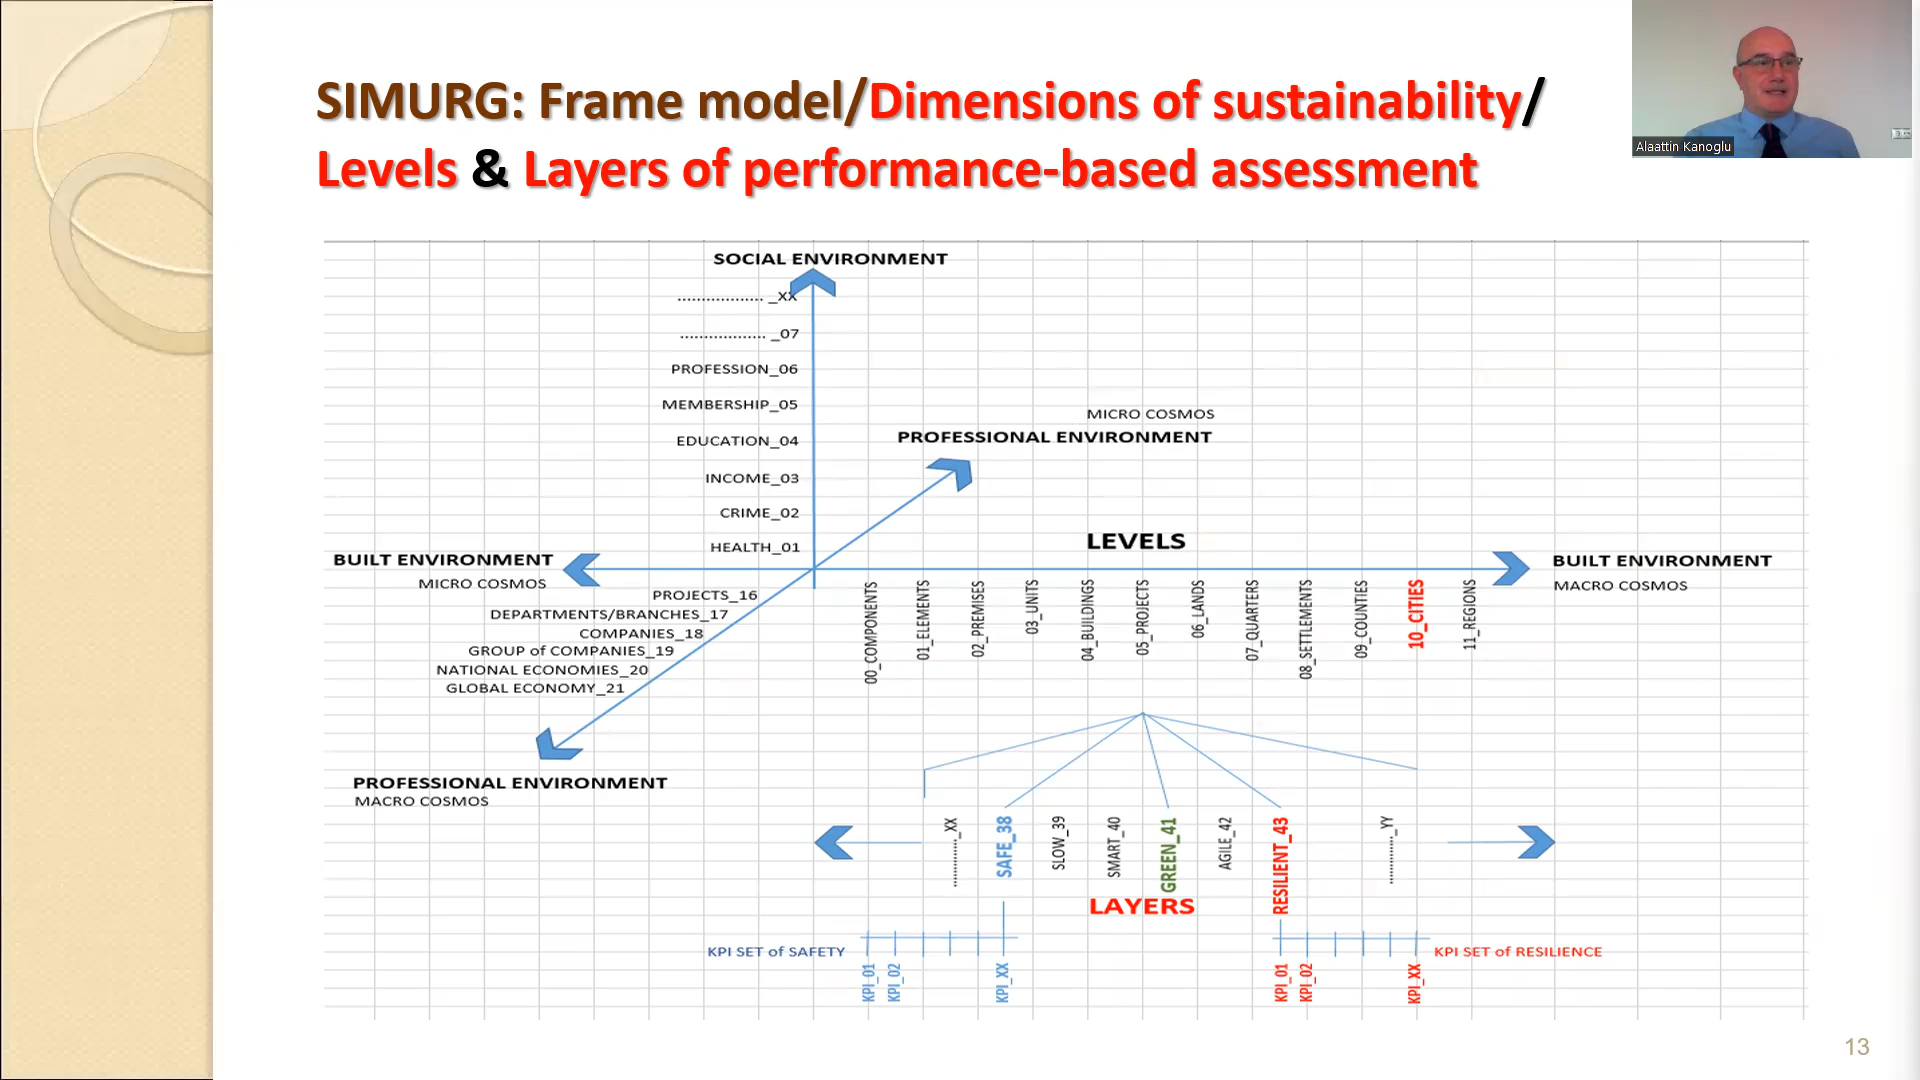 SIMURG: Frame model/Dimensions of sustainability/
Levels & Layers of performance-based assessment
Alaattin Kanoglu
SOCIAL ENVIRONMENT
.................. _XX
.................. _07
PROFESSION_06
MEMBERSHIP_05
EDUCATION_04
INCOME_03
CRIME_02
HEALTH_01
MICRO COSMOS
PROFESSIONAL ENVIRONMENT
LEVELS
BUILT ENVIRONMENT
MICRO COSMOS
BUILT ENVIRONMENT
MACRO COSMOS
PROJECTS_16
DEPARTMENTS/BRANCHES_17
COMPANIES_18
GROUP of COMPANIES_19
NATIONAL ECONOMIES_20
GLOBAL ECONOMY_21
PROFESSIONAL ENVIRONMENT
MACRO COSMOS
00_COMPONENTS
01_ELEMENTS
02_PREMISES
03_UNITS
04_BUILDINGS
05_PROJECTS
06_LANDS
07_QUARTERS
08_SETTLEMENTS
09_COUNTIES
10_CITIES
11_REGIONS
............_XX
SAFE_38
SLOW_39
SMART_40
GREEN_41
AGILE_42
RESILIENT_43
............_YY
LAYERS
KPI SET of SAFETY
KPI_01
KPI_02
KPI_XX
KPI_01
KPI_02
KPI_XX
KPI SET of RESILIENCE
13